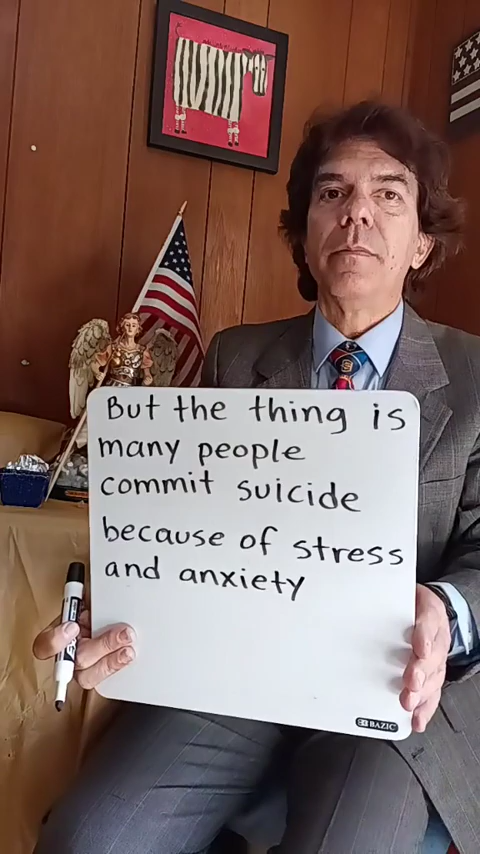 But the thing is
many people
commit suicide
because of stress
and anxiety
BAZIC